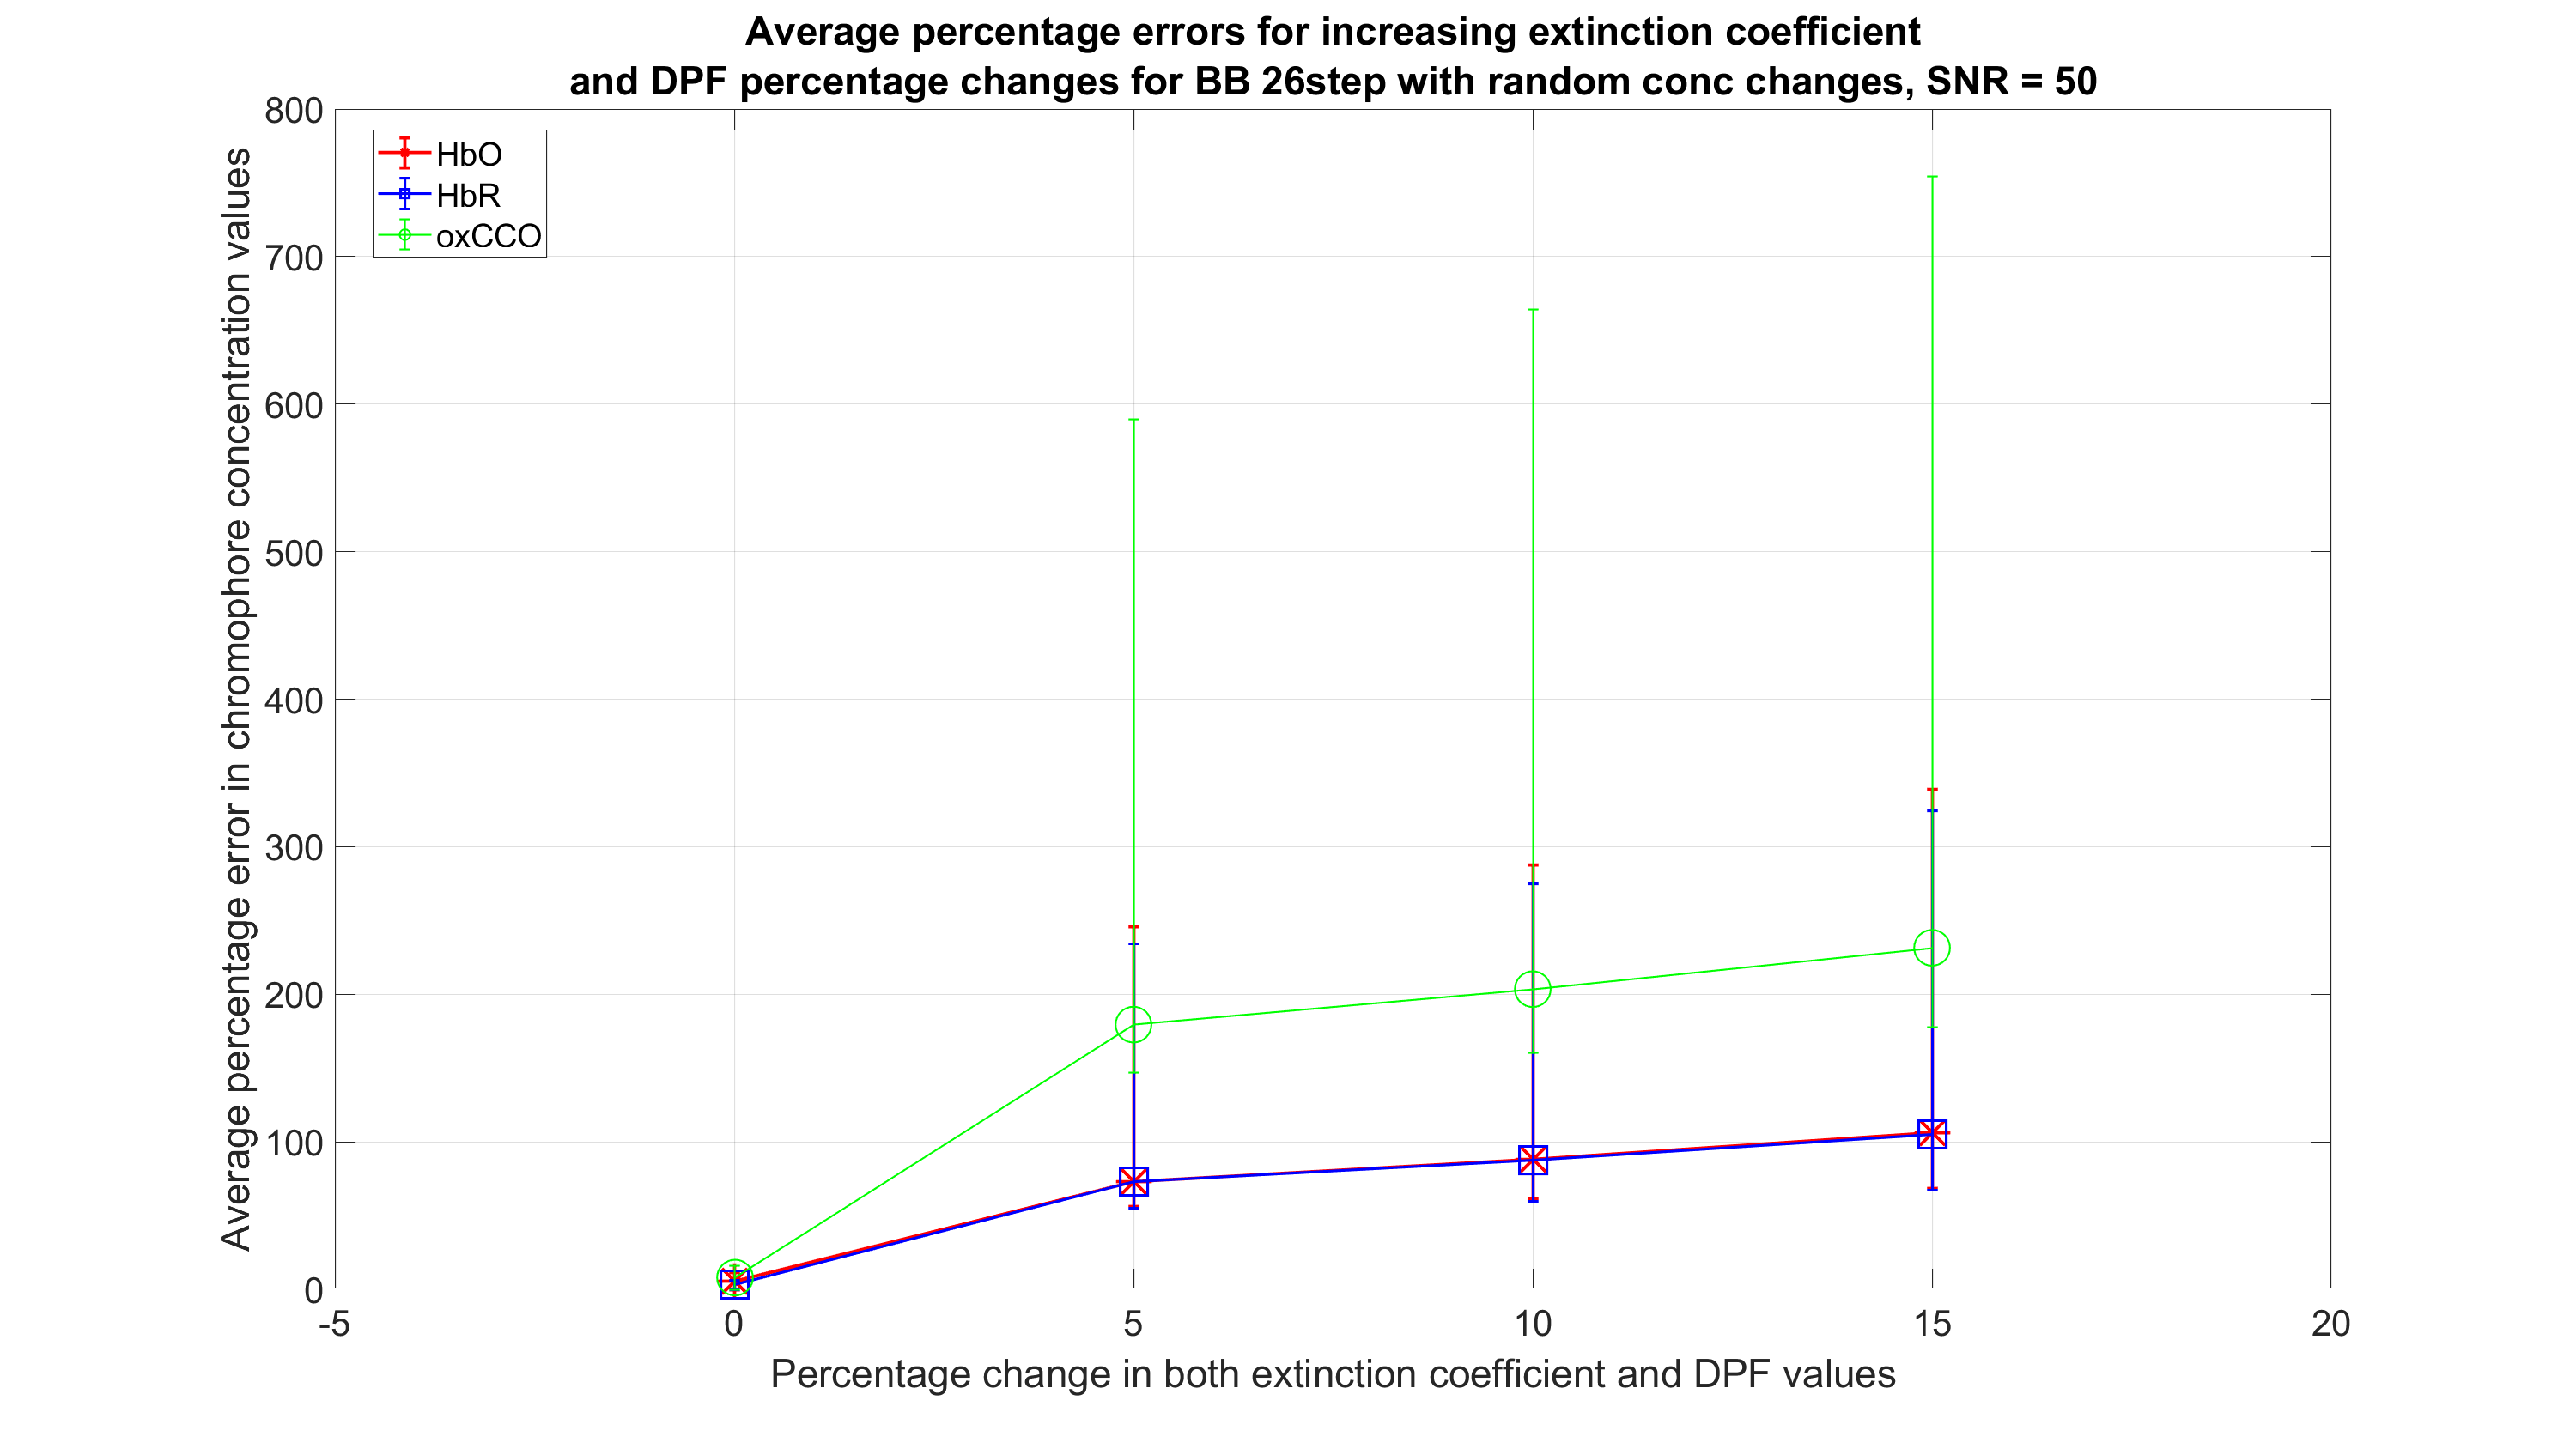 Average percentage errors for increasing extinction coefficient
and DPF percentage changes for BB 26step with random conc changes, SNR = 50
HbO
HbR
oxCCO
Average percentage error in chromophore concentration values
800
700
600
500
400
300
200
100
0
-5
0
5
10
15
20
Percentage change in both extinction coefficient and DPF values